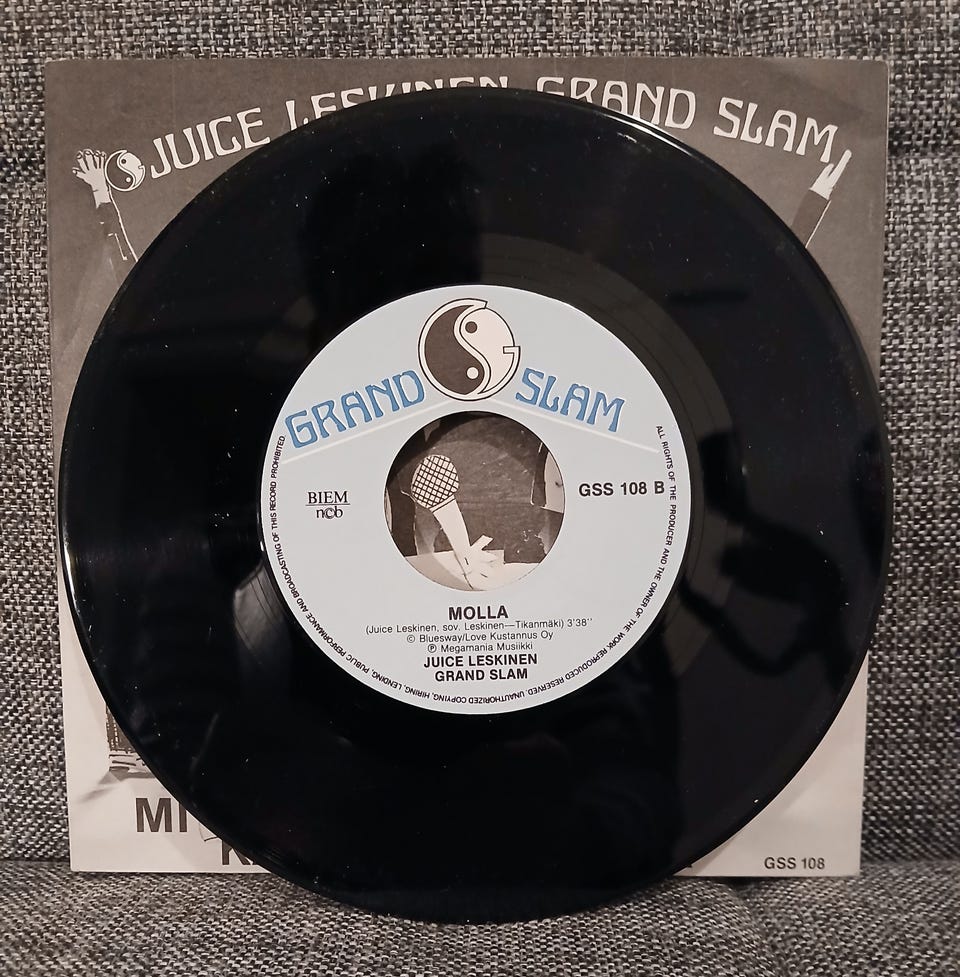 JUICE LESKINEN GRAND SLAM
GRAND SLAM
BIEM
ncb
GSS 108 B
MOLLA
(Juice Leskinen, sov. Leskinen—Tikanmäki) 3'38''
© Bluesway/Love Kustannus Oy
℗ Megamania Musiikki
JUICE LESKINEN
GRAND SLAM
ALL RIGHTS OF THE PRODUCER AND THE OWNER OF THE WORK REPRODUCED RESERVED. UNAUTHORIZED COPYING, HIRING, LENDING, PUBLIC PERFORMANCE AND BROADCASTING OF THIS RECORD PROHIBITED.
MI
GSS 108